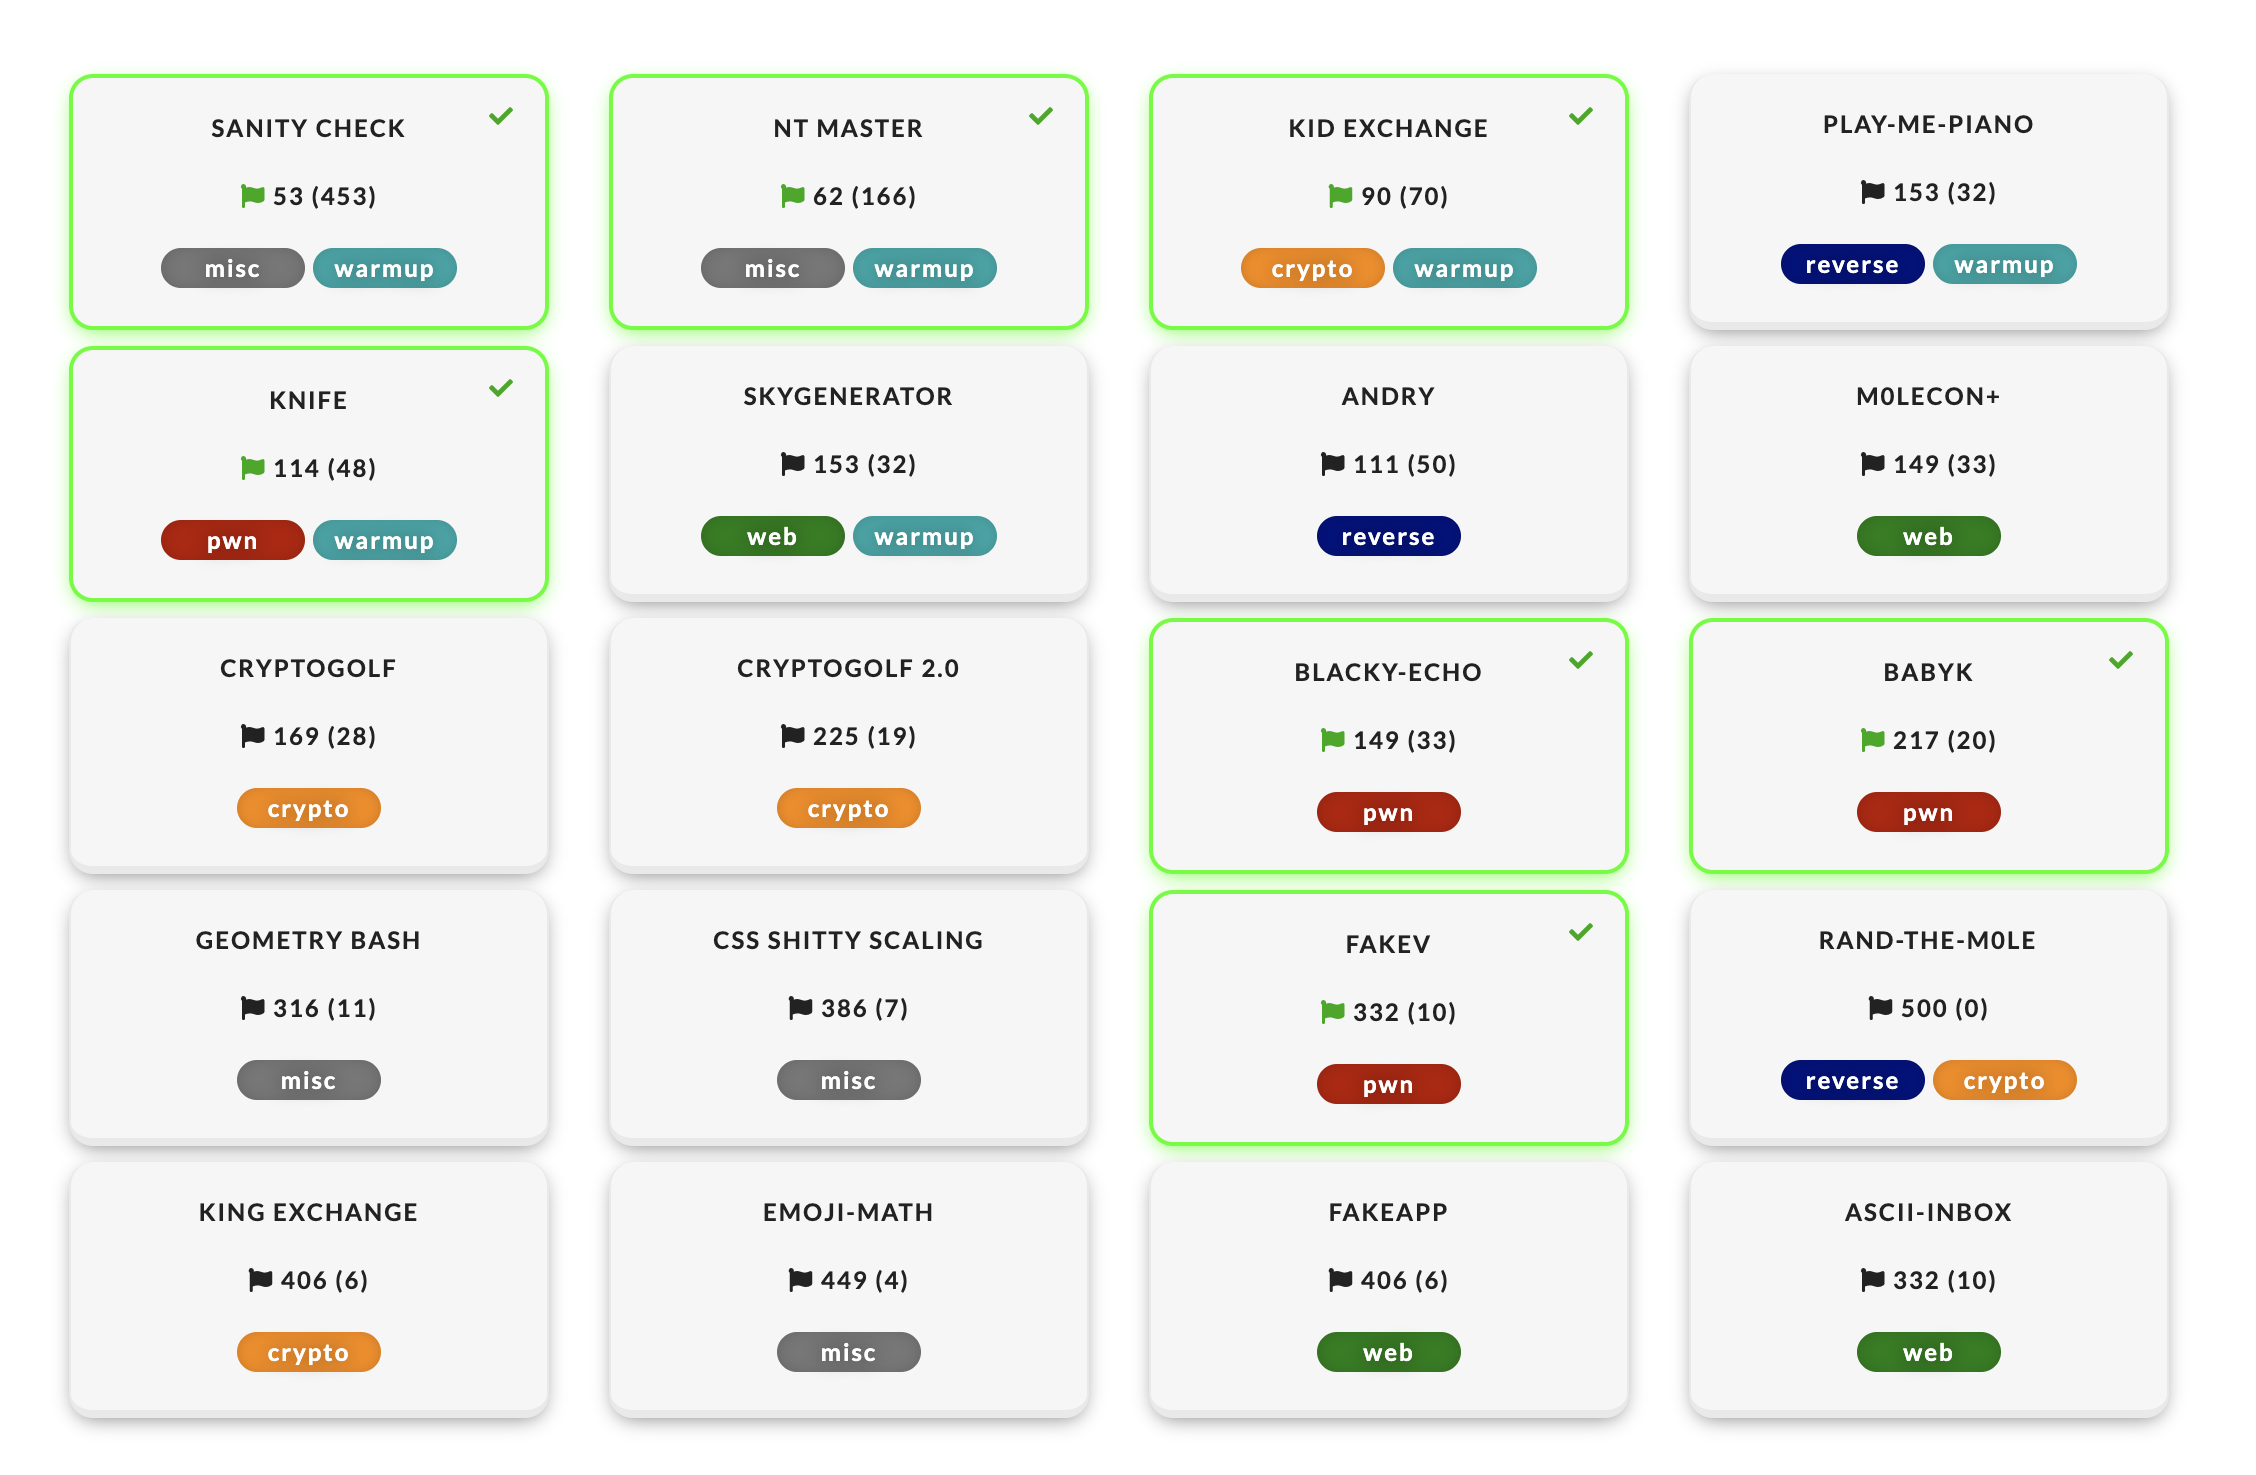 SANITY CHECK
53 (453)
misc warmup
NT MASTER
62 (166)
misc warmup
KID EXCHANGE
90 (70)
crypto warmup
PLAY-ME-PIANO
153 (32)
reverse warmup
KNIFE
114 (48)
pwn warmup
SKYGENERATOR
153 (32)
web warmup
ANDRY
111 (50)
reverse
M0LECON+
149 (33)
web
CRYPTOGOLF
169 (28)
crypto
CRYPTOGOLF 2.0
225 (19)
crypto
BLACKY-ECHO
149 (33)
pwn
BABYK
217 (20)
pwn
GEOMETRY BASH
316 (11)
misc
CSS SHITTY SCALING
386 (7)
misc
FAKEV
332 (10)
pwn
RAND-THE-M0LE
500 (0)
reverse crypto
KING EXCHANGE
406 (6)
crypto
EMOJI-MATH
449 (4)
misc
FAKEAPP
406 (6)
web
ASCII-INBOX
332 (10)
web